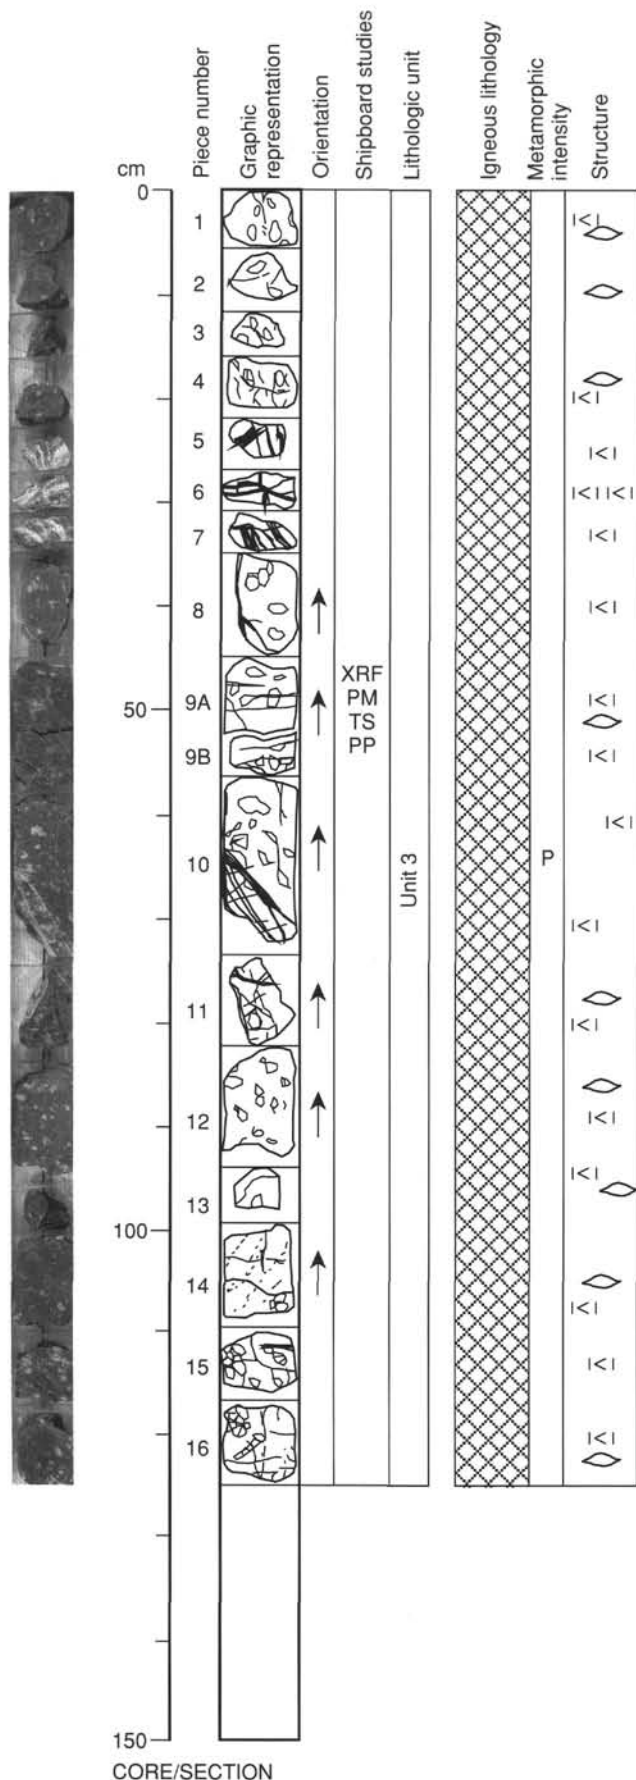 Piece number
Graphic
representation
Orientation
Shipboard studies
Lithologic unit
Igneous lithology
Metamorphic
intensity
Structure
cm
0
1
2
3
4
5
6
7
8
XRF
PM
9A
50
TS
PP
9B
10
Unit 3
P
11
12
13
100
14
15
16
150
CORE/SECTION